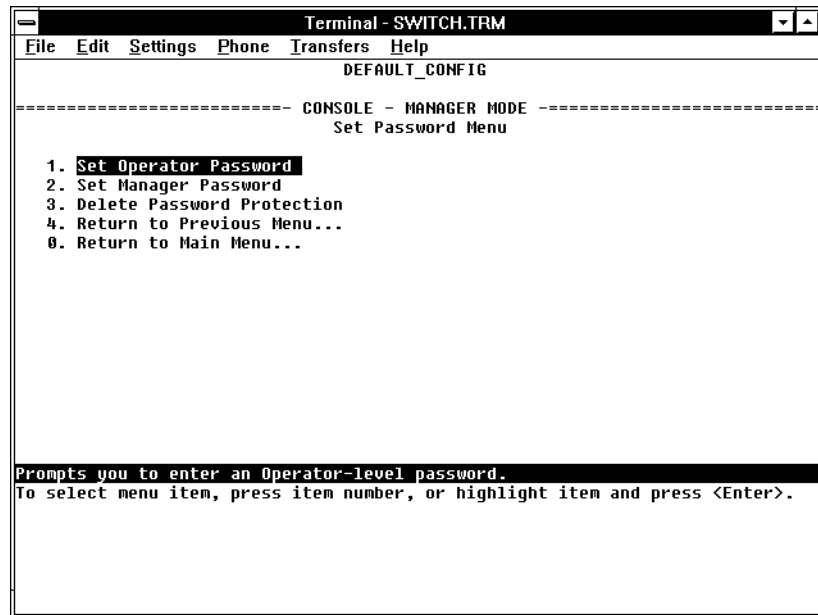 Terminal - SWITCH.TRM
File Edit Settings Phone Transfers Help
DEFAULT_CONFIG
==========================- CONSOLE - MANAGER MODE -===========================
Set Password Menu
1. Set Operator Password
2. Set Manager Password
3. Delete Password Protection
4. Return to Previous Menu...
0. Return to Main Menu...
Prompts you to enter an Operator-level password.
To select menu item, press item number, or highlight item and press <Enter>.